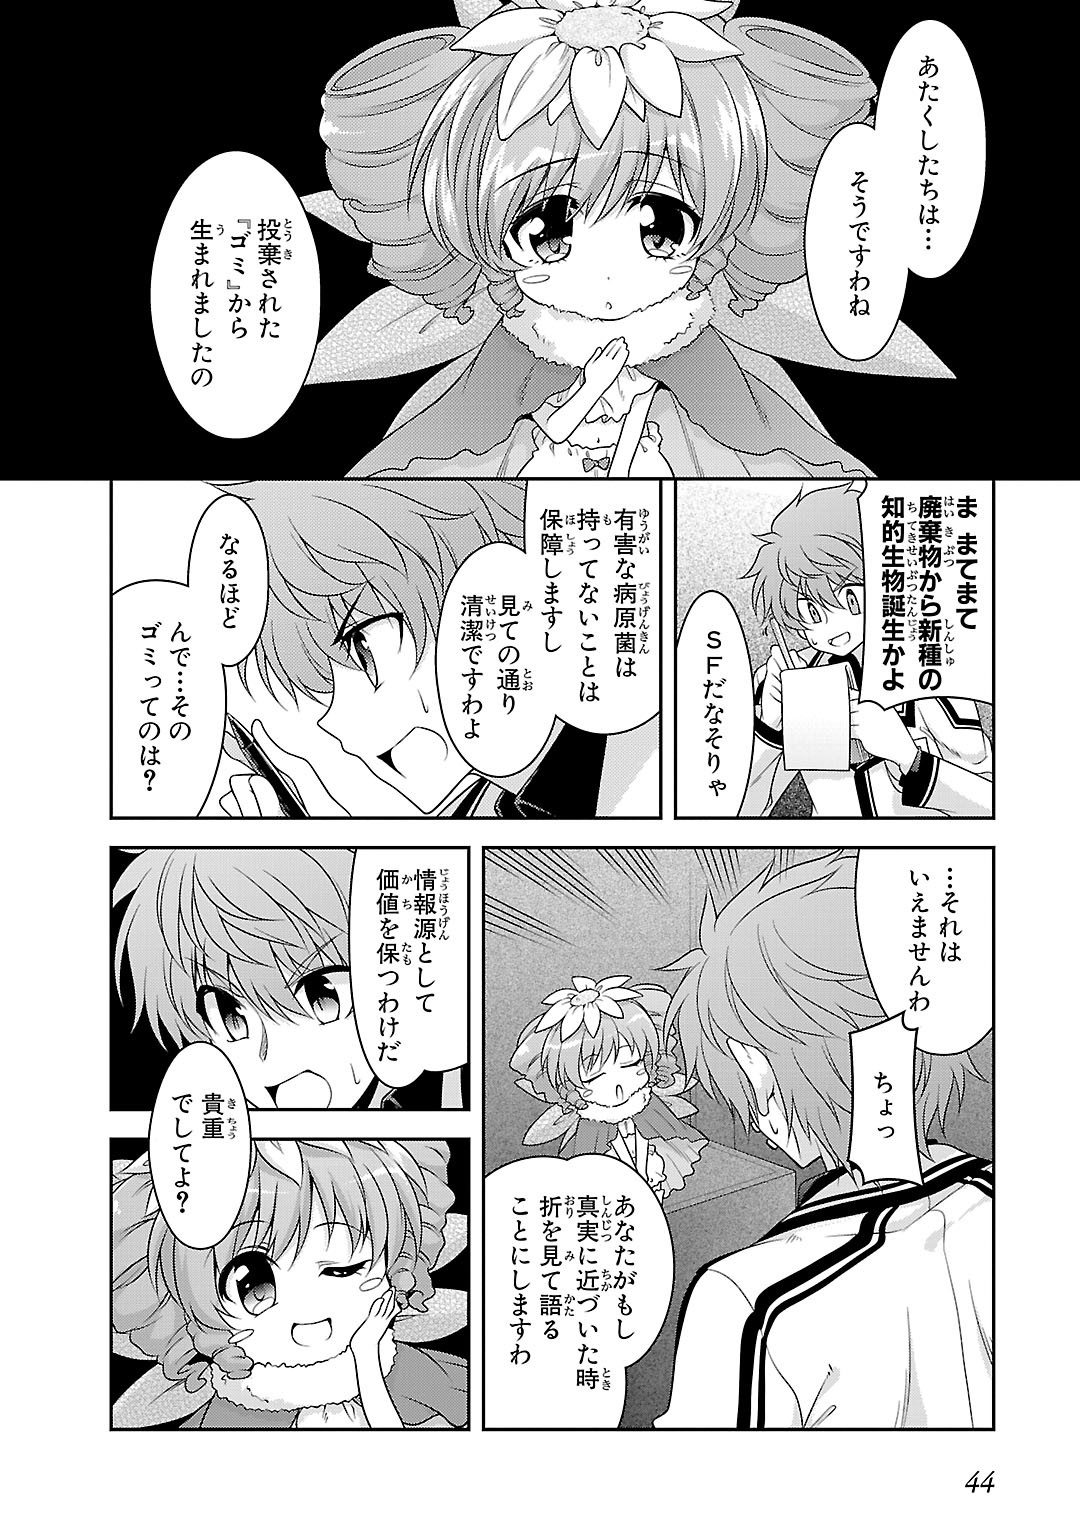 あたくしたちは…
そうですわね
投棄された
『ゴミ』から
生まれましたの
ま まてまて
廃棄物から新種の
知的生物誕生かよ
SFだなそりゃ
有害な病原菌は
持ってないことは
保障しますし
見ての通り
清潔ですわよ
なるほど
んで…その
ゴミってのは？
…それは
いえませんわ
ちょっ
あなたがもし
真実に近づいた時
折を見て語る
ことにしますわ
情報源として
価値を保つわけだ
貴重
でしてよ？
44